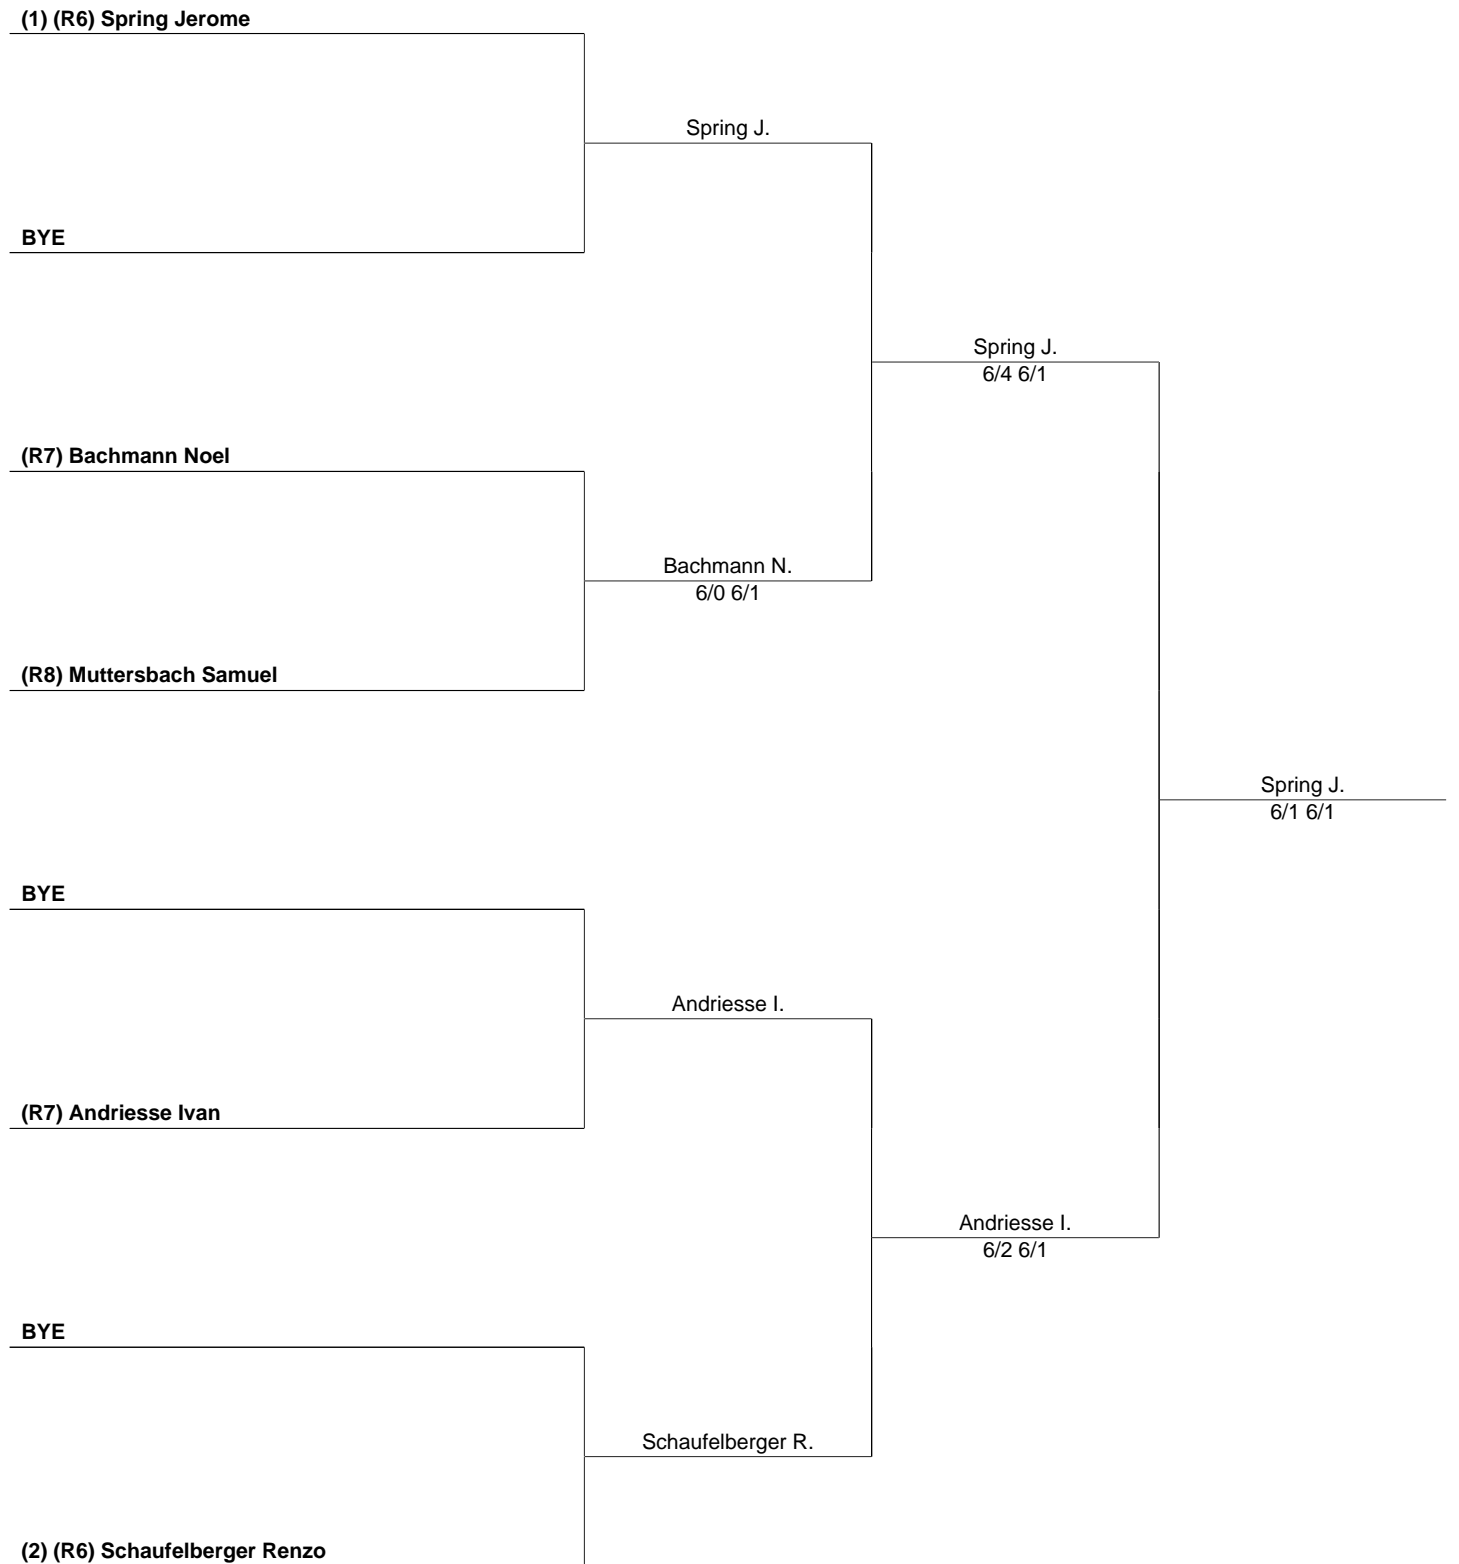 (1) (R6) Spring Jerome
Spring J.
BYE
Spring J.
6/4 6/1
(R7) Bachmann Noel
Bachmann N.
6/0 6/1
(R8) Muttersbach Samuel
Spring J.
6/1 6/1
BYE
Andriesse I.
(R7) Andriesse Ivan
Andriesse I.
6/2 6/1
BYE
Schaufelberger R.
(2) (R6) Schaufelberger Renzo